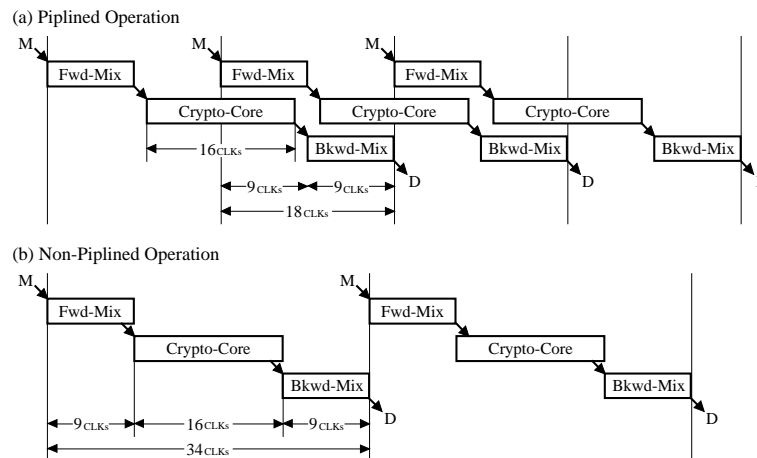 (a) Piplined Operation
M M M
Fwd-Mix Fwd-Mix Fwd-Mix
Crypto-Core Crypto-Core Crypto-Core
Bkwd-Mix Bkwd-Mix Bkwd-Mix
16CLKs
D D
9CLKs 9CLKs
18CLKs
(b) Non-Piplined Operation
M M
Fwd-Mix Fwd-Mix
Crypto-Core Crypto-Core
Bkwd-Mix Bkwd-Mix
D D
9CLKs 16CLKs 9CLKs
34CLKs